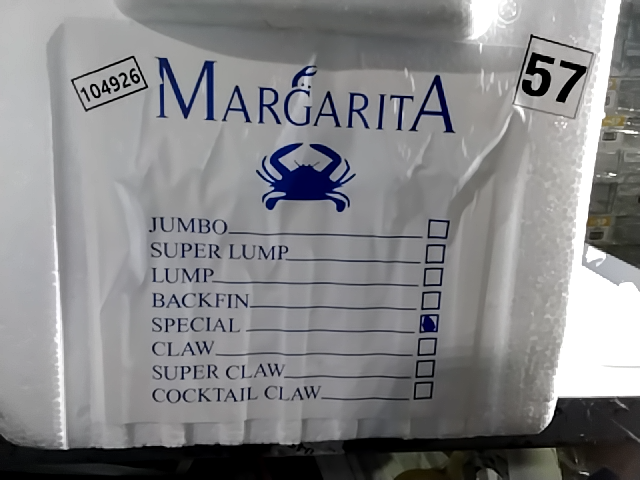 104926
MARGARITA
57
JUMBO
SUPER LUMP
LUMP
BACKFIN
SPECIAL
CLAW
SUPER CLAW
COCKTAIL CLAW